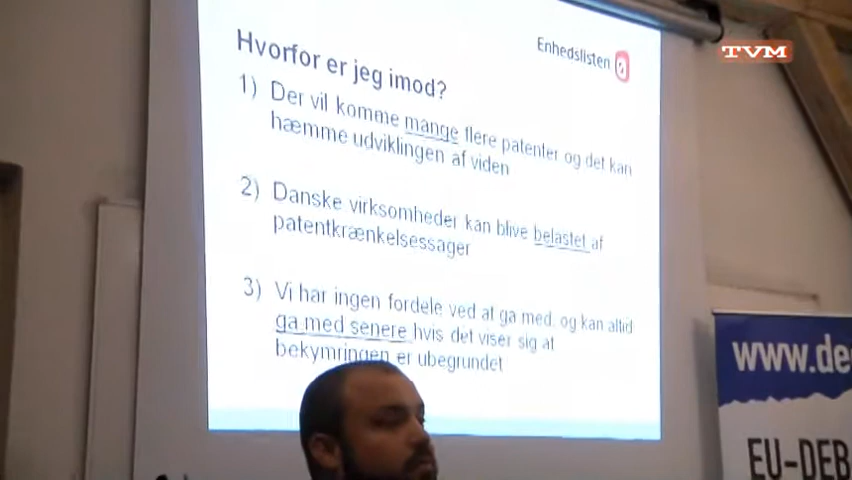 TVM
Enhedslisten Ø
Hvorfor er jeg imod?
1) Der vil komme mange flere patenter og det kan
hæmme udviklingen af viden
2) Danske virksomheder kan blive belastet af
patentkrænkelsessager
3) Vi har ingen fordele ved at gå med, og kan altid
gå med senere hvis det viser sig at
bekymringen er ubegrundet
www.de
EU-DEB